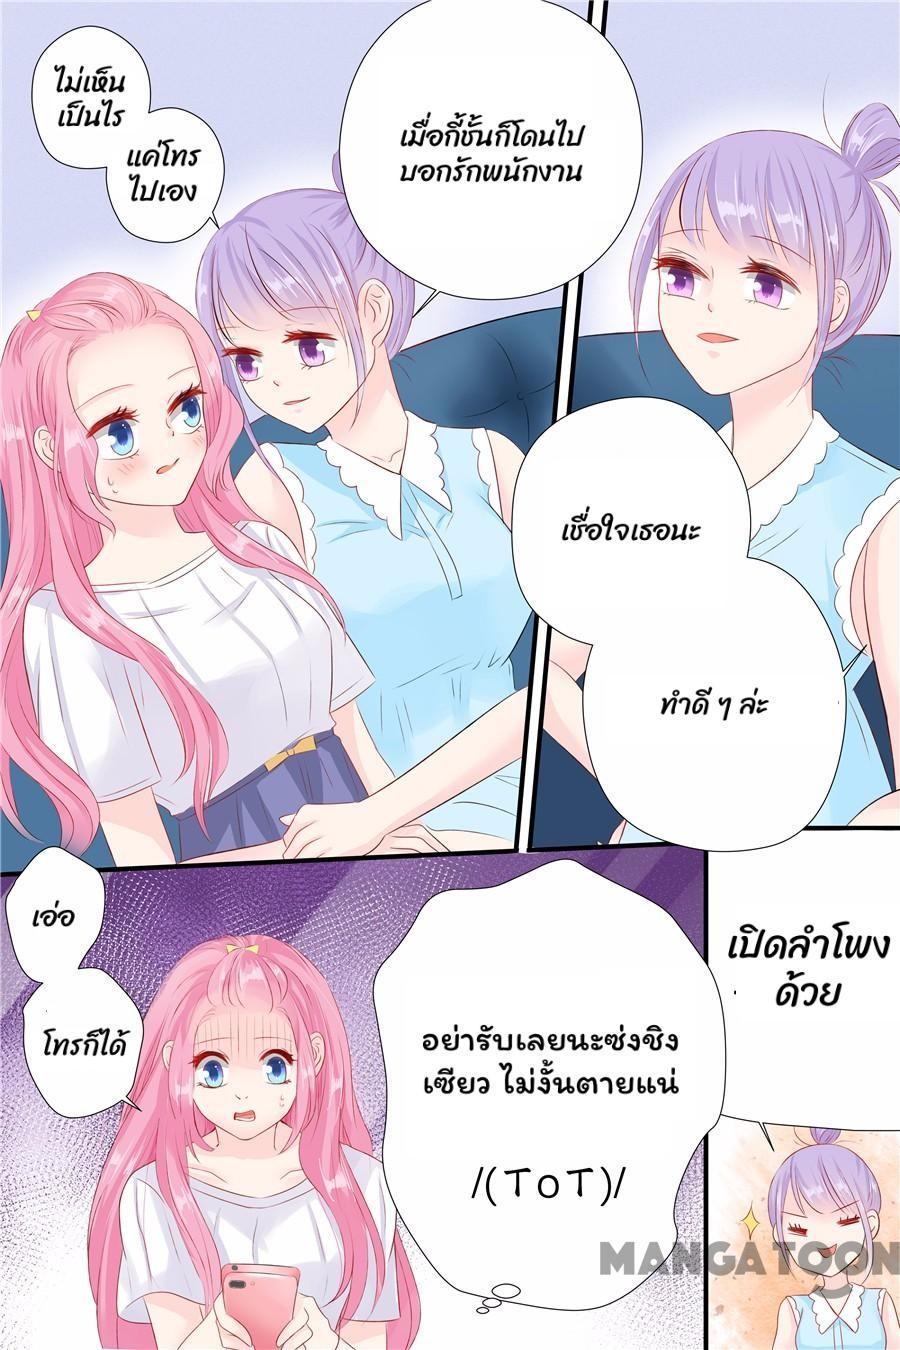 ไม่เห็น
เป็นไร
แค่โทร
ไปเอง
เมื่อกี้ชั้นก็โดนไป
บอกรักพนักงาน
เชื่อใจเธอนะ
ทำดี ๆ ล่ะ
เอ่อ
โทรก็ได้
อย่ารับเลยนะซ่งชิง
เซียว ไม่งั้นตายแน่
/(ToT)/
เปิดลำโพง
ด้วย
MANGATOON